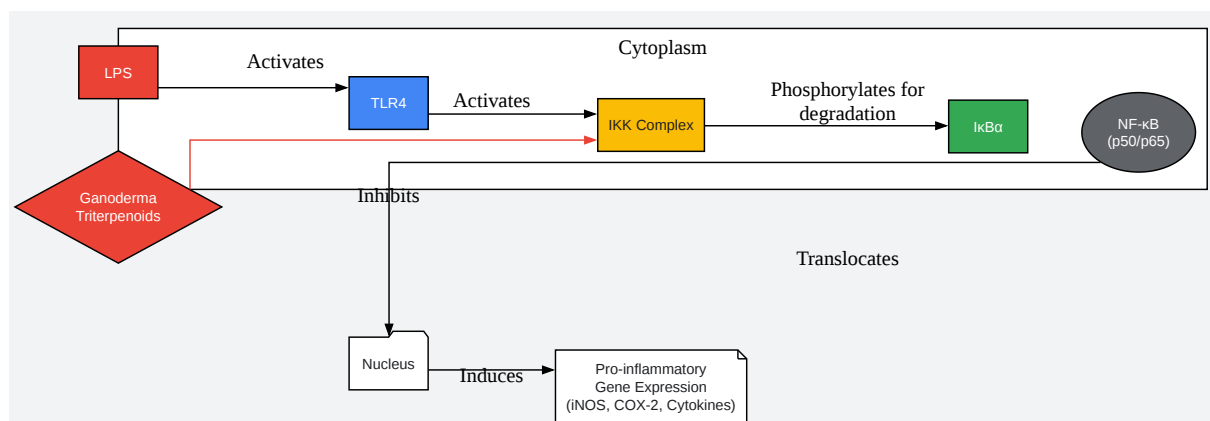 Cytoplasm
LPS
Activates
TLR4
Activates
IKK Complex
Phosphorylates for
degradation
IκBα
NF-κB
(p50/p65)
Ganoderma
Triterpenoids
Inhibits
Translocates
Nucleus
Induces
Pro-inflammatory
Gene Expression
(iNOS, COX-2, Cytokines)